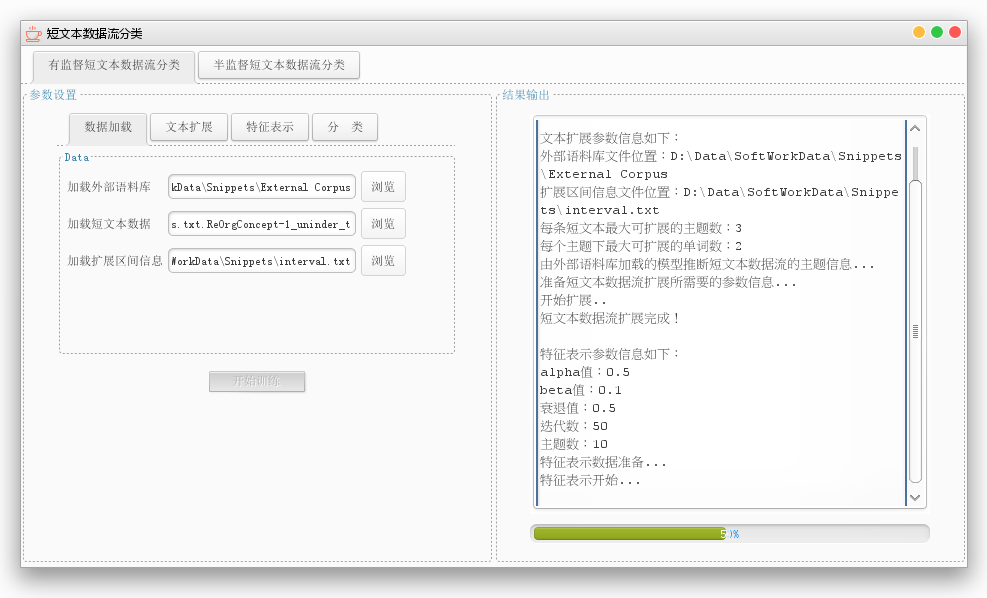 短文本数据流分类
有监督短文本数据流分类
半监督短文本数据流分类
参数设置
数据加载
文本扩展
特征表示
分 类
Data
加载外部语料库
kData\Snippets\External Corpus
浏览
加载短文本数据
s.txt.ReOrgConcept-1_uninder_t
浏览
加载扩展区间信息
WorkData\Snippets\interval.txt
浏览
开始训练
结果输出
文本扩展参数信息如下：
外部语料库文件位置：D:\Data\SoftWorkData\Snippets
\External Corpus
扩展区间信息文件位置：D:\Data\SoftWorkData\Snippe
ts\interval.txt
每条短文本最大可扩展的主题数：3
每个主题下最大可扩展的单词数：2
由外部语料库加载的模型推断短文本数据流的主题信息...
准备短文本数据流扩展所需要的参数信息...
开始扩展..
短文本数据流扩展完成！
特征表示参数信息如下：
alpha值：0.5
beta值：0.1
衰退值：0.5
迭代数：50
主题数：10
特征表示数据准备...
特征表示开始...
50%